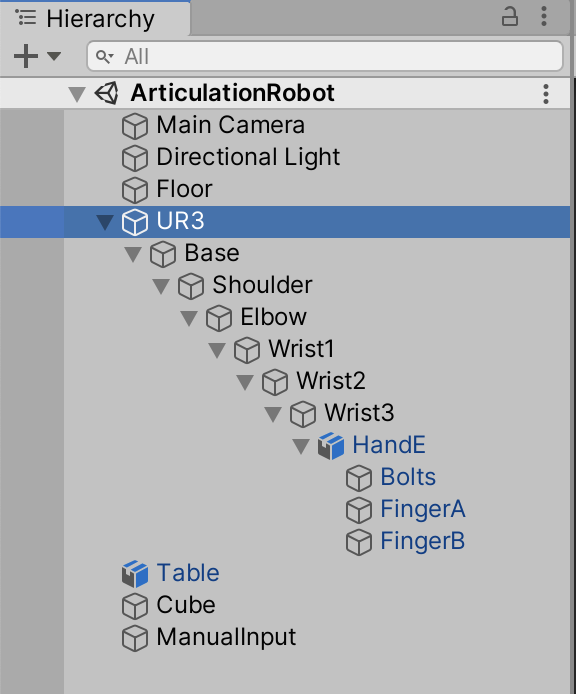 Hierarchy
All
ArticulationRobot
Main Camera
Directional Light
Floor
UR3
Base
Shoulder
Elbow
Wrist1
Wrist2
Wrist3
HandE
Bolts
FingerA
FingerB
Table
Cube
ManualInput